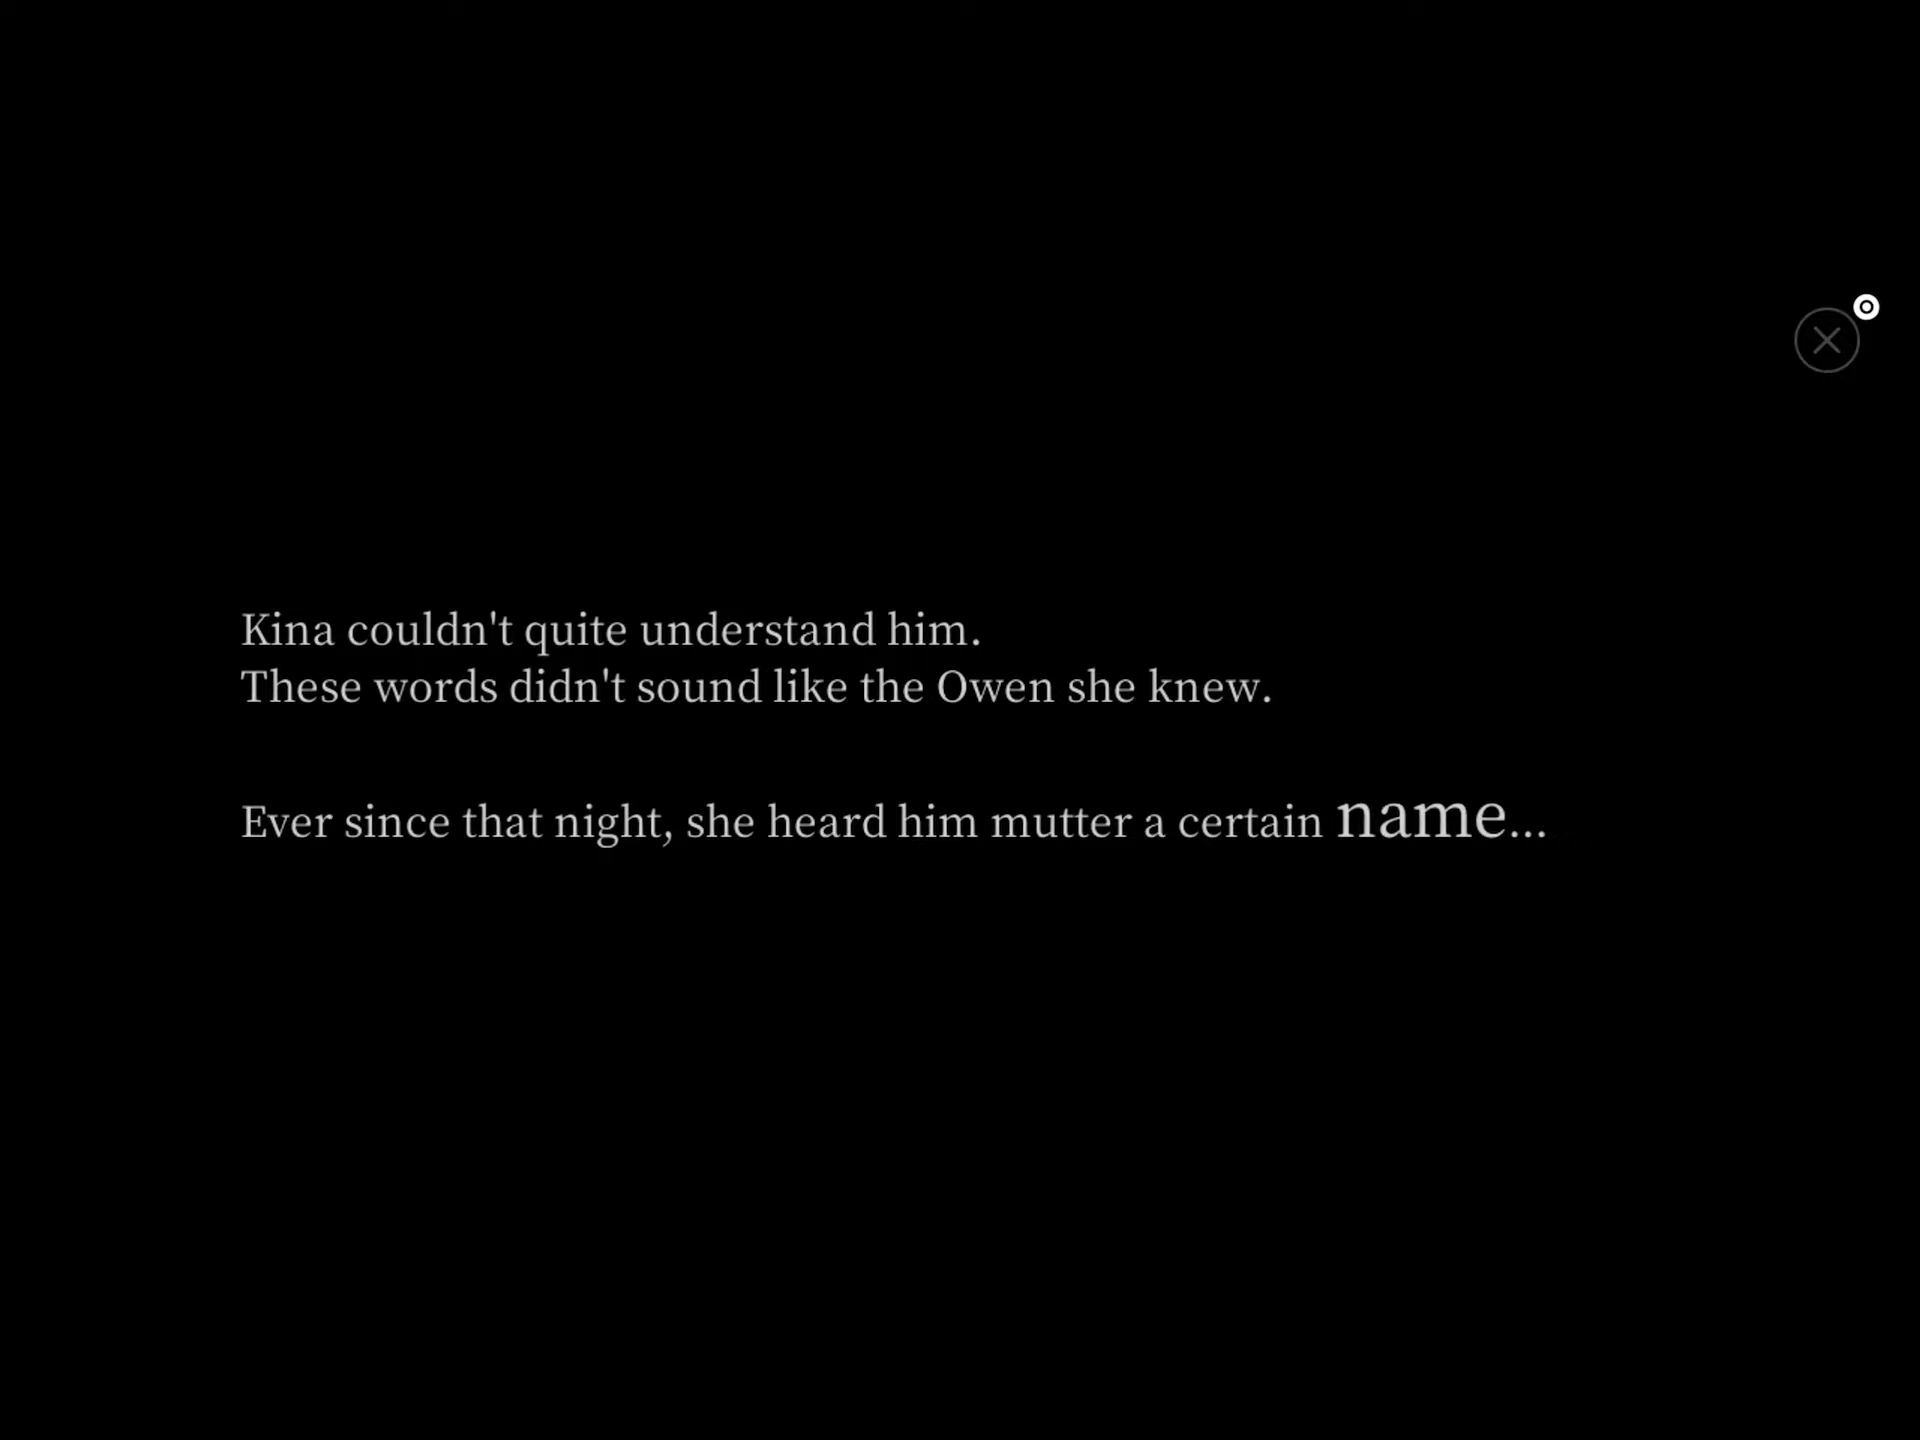 Kina couldn't quite understand him.
These words didn't sound like the Owen she knew.
Ever since that night, she heard him mutter a certain name...